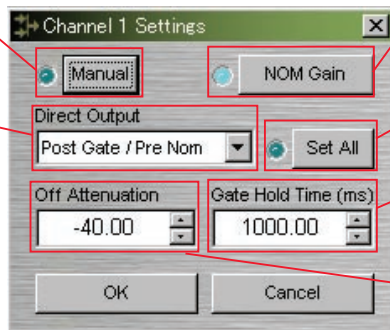 Channel 1 Settings
Manual
NOM Gain
Direct Output
Post Gate / Pre Nom
Set All
Off Attenuation
Gate Hold Time (ms)
-40.00
1000.00
OK
Cancel